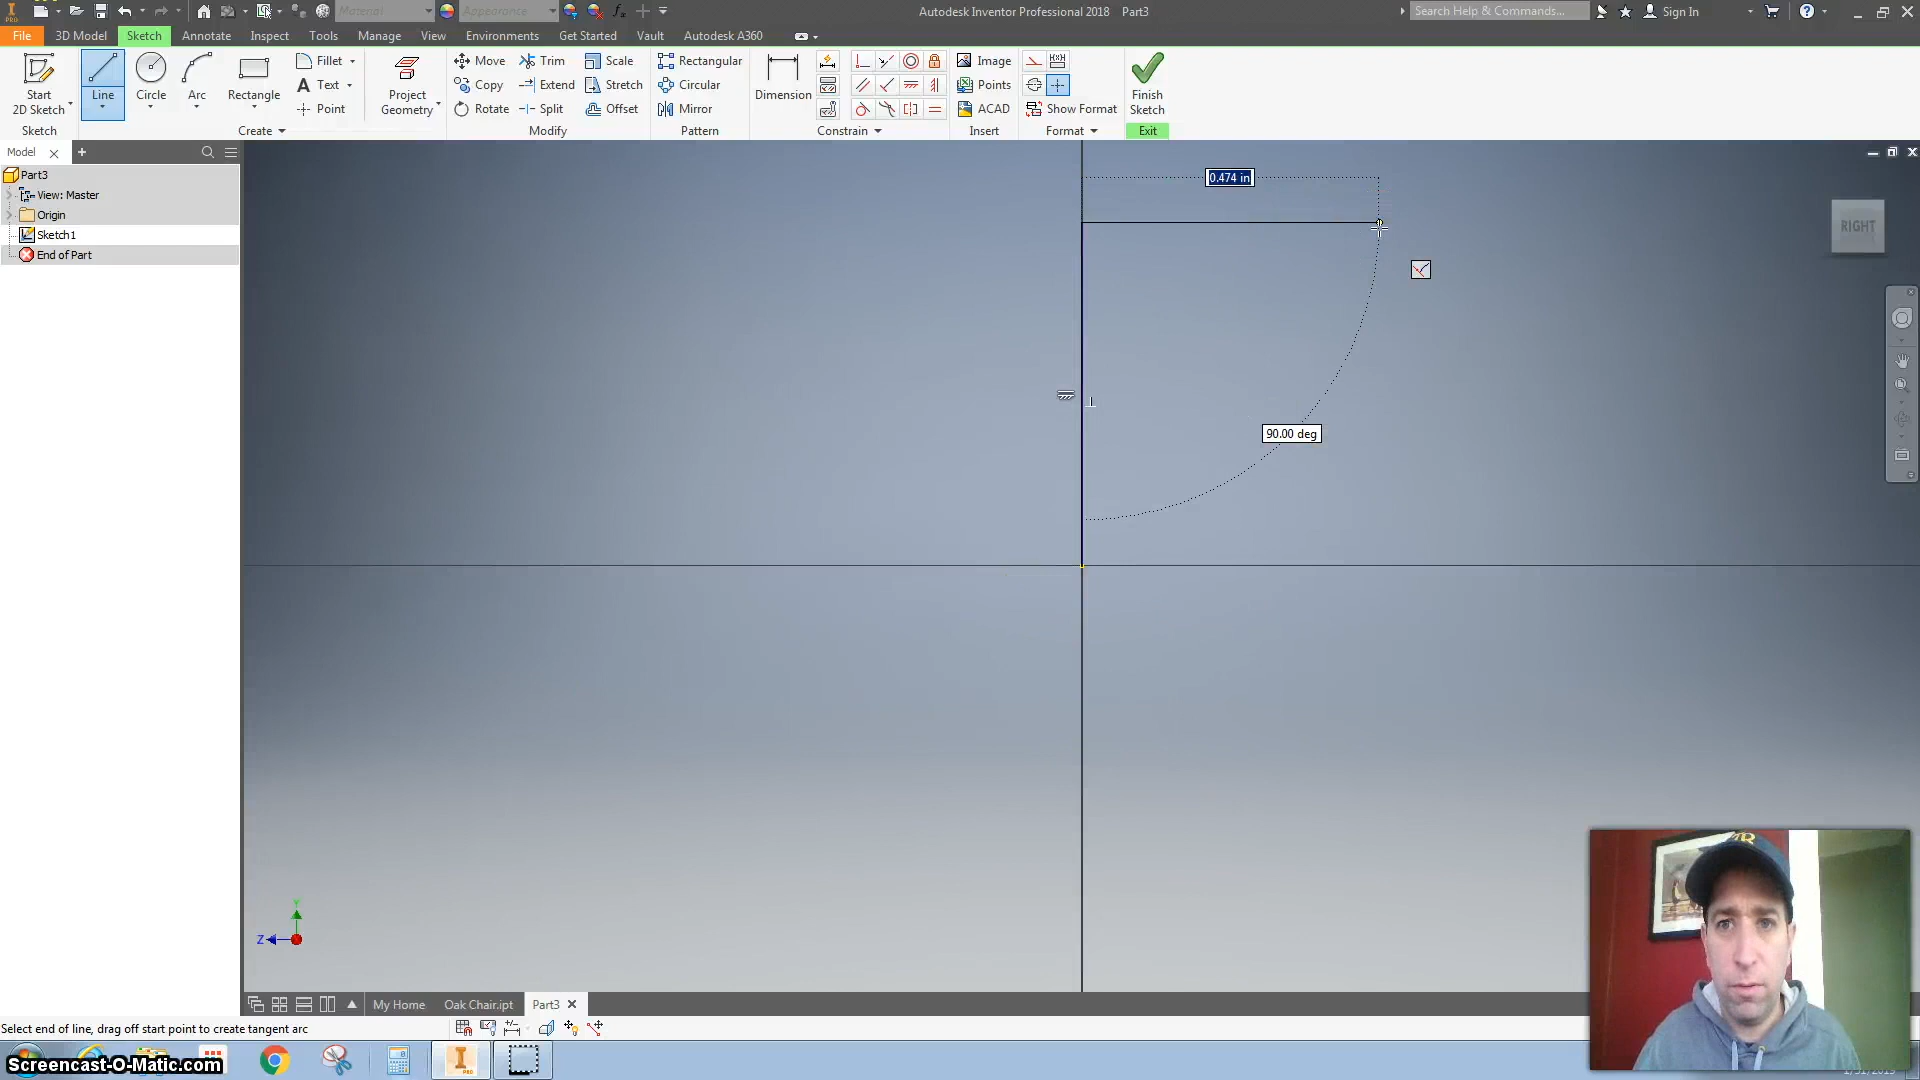 Material
Appearance
Autodesk Inventor Professional 2018 Part3
Search Help & Commands...
Sign In
PRO
File
3D Model
Sketch
Annotate
Inspect
Tools
Manage
View
Environments
Get Started
Vault
Autodesk A360
Start
2D Sketch
Line
Circle
Arc
Rectangle
Fillet
Text
Point
Project
Geometry
Move
Copy
Rotate
Trim
Extend
Split
Scale
Stretch
Offset
Rectangular
Circular
Mirror
Dimension
Image
Points
ACAD
Show Format
Finish
Sketch
Sketch
Create
Modify
Pattern
Constrain
Insert
Format
Exit
Model
Part3
View: Master
Origin
Sketch1
End of Part
0.474 in
RIGHT
90.00 deg
Y
Z
My Home
Oak Chair.ipt
Part3
Select end of line, drag off start point to create tangent arc
Screencast-O-Matic.com
PRO